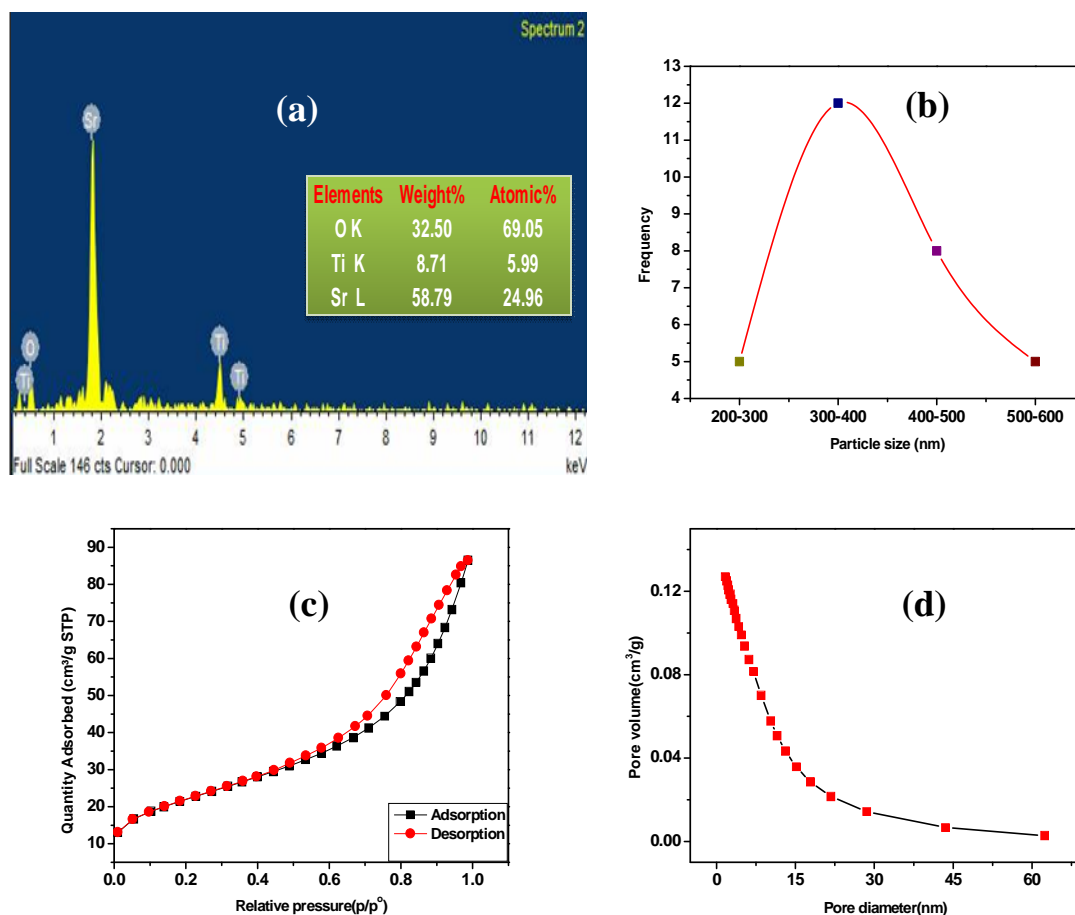 Spectrum 2
(a)
Sr
O
Ti
Ti
Ti
Elements Weight% Atomic%
O K 32.50 69.05
Ti K 8.71 5.99
Sr L 58.79 24.96
1 2 3 4 5 6 7 8 9 10 11 12
Full Scale 146 cts Cursor: 0.000 keV
(b)
Frequency
13
12
11
10
9
8
7
6
5
4
200-300 300-400 400-500 500-600
Particle size (nm)
(c)
Quantity Adsorbed (cm³/g STP)
90
80
70
60
50
40
30
20
10
Adsorption
Desorption
0.0 0.2 0.4 0.6 0.8 1.0
Relative pressure(p/pº)
(d)
Pore volume(cm³/g)
0.12
0.08
0.04
0.00
0 15 30 45 60
Pore diameter(nm)